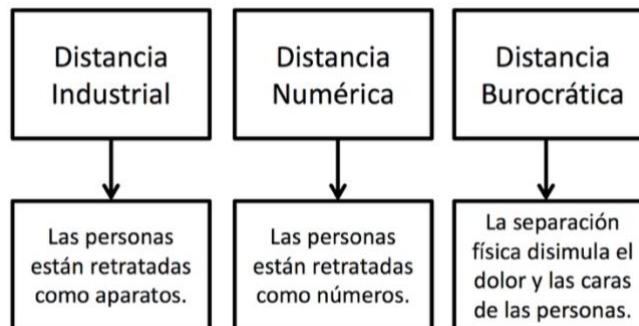 Distancia
Industrial
Distancia
Numérica
Distancia
Burocrática
Las personas
están retratadas
como aparatos.
Las personas
están retratadas
como números.
La separación
física disimula el
dolor y las caras
de las personas.